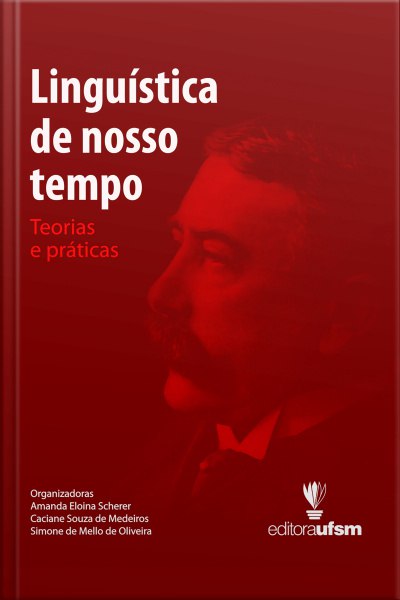 Linguística
de nosso
tempo
Teorias
e práticas
Organizadoras
Amanda Eloina Scherer
Caciane Souza de Medeiros
Simone de Mello de Oliveira
editoraufsm